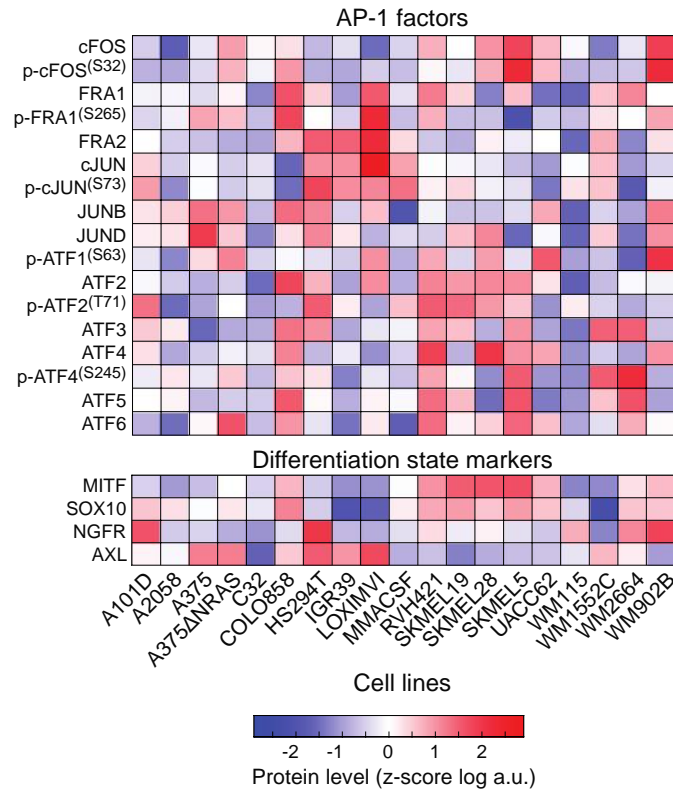 AP-1 factors
cFOS
p-cFOS(S32)
FRA1
p-FRA1(S265)
FRA2
cJUN
p-cJUN(S73)
JUNB
JUND
p-ATF1(S63)
ATF2
p-ATF2(T71)
ATF3
ATF4
p-ATF4(S245)
ATF5
ATF6
Differentiation state markers
MITF
SOX10
NGFR
AXL
A101D
A2058
A375
A375ΔNRAS
C32
COLO858
HS294T
IGR39
LOXIMVI
MMACSF
RVH421
SKMEL19
SKMEL28
SKMEL5
UACC62
WM115
WM1552C
WM2664
WM902B
Cell lines
-2 -1 0 1 2
Protein level (z-score log a.u.)